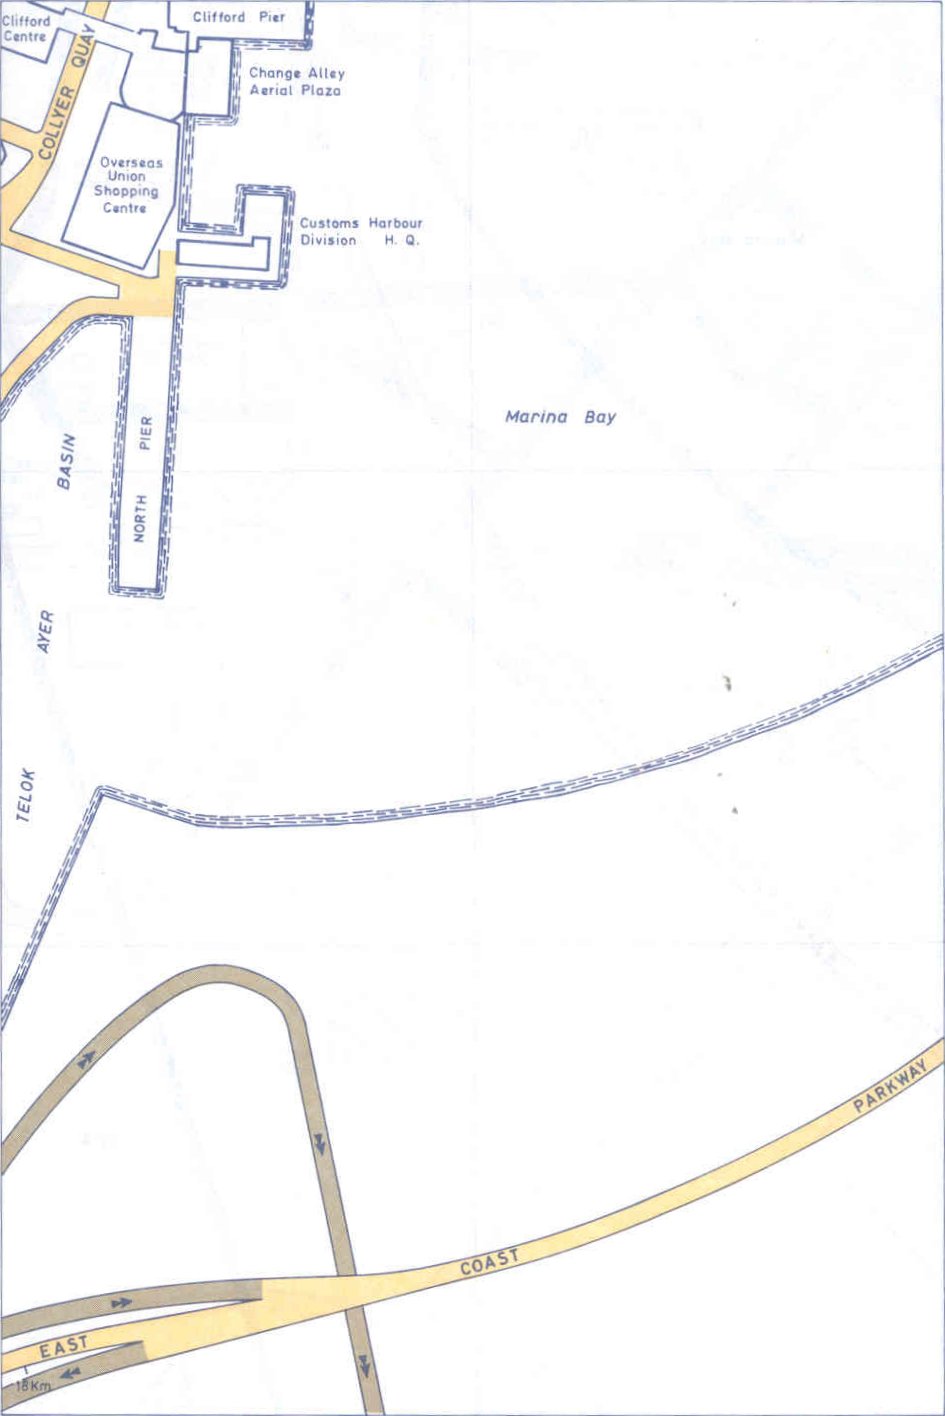 Clifford
Centre
Clifford Pier
COLLYER QUAY
Change Alley
Aerial Plaza
Overseas
Union
Shopping
Centre
Customs Harbour
Division H. Q.
NORTH PIER
Marina Bay
TELOK AYER BASIN
EAST COAST PARKWAY
18Km